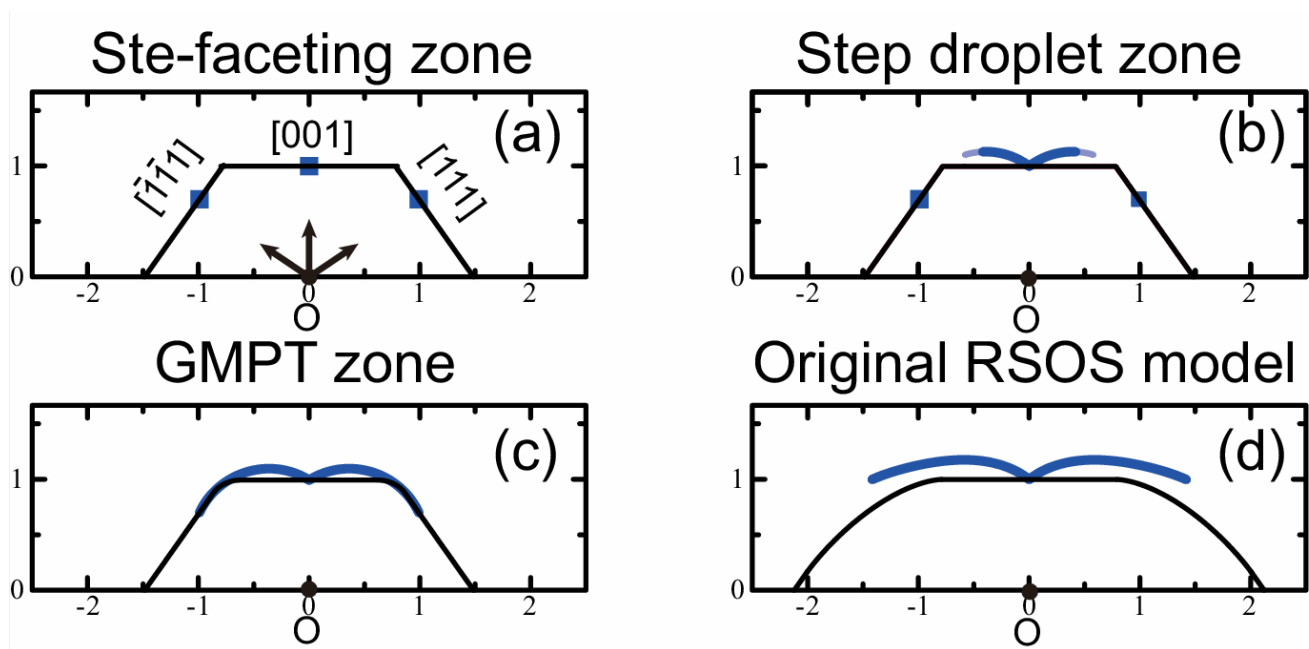 Ste-faceting zone
Step droplet zone
(a)
[001]
[1̄1̄1]
[111]
1
0
-2
-1
0
1
2
O
(b)
1
0
-2
-1
0
1
2
O
GMPT zone
Original RSOS model
(c)
1
0
-2
-1
0
1
2
O
(d)
1
0
-2
-1
0
1
2
O